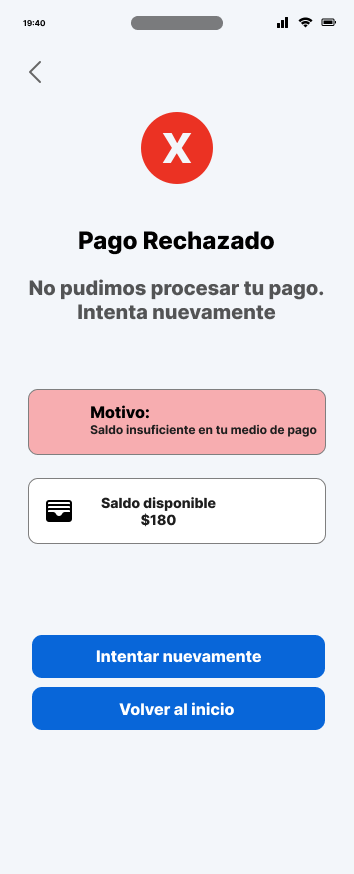 19:40
X
Pago Rechazado
No pudimos procesar tu pago.
Intenta nuevamente
Motivo:
Saldo insuficiente en tu medio de pago
Saldo disponible
$180
Intentar nuevamente
Volver al inicio